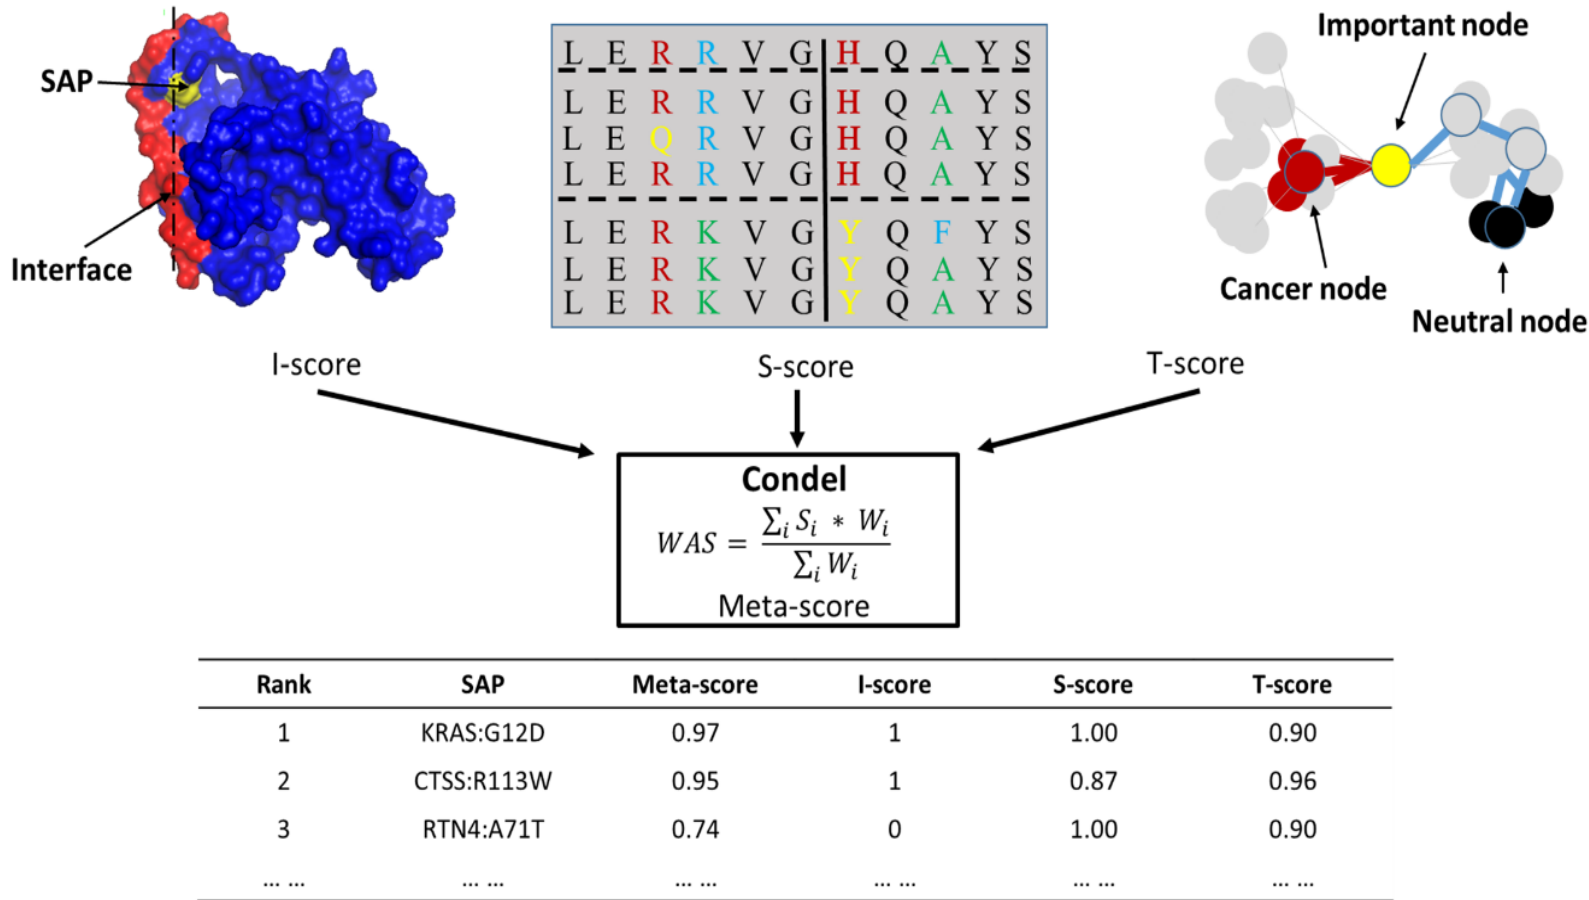 SAP
Interface
L E R R V G H Q A Y S
L E R R V G H Q A Y S
L E Q R V G H Q A Y S
L E R R V G H Q A Y S
L E R K V G Y Q F Y S
L E R K V G Y Q A Y S
L E R K V G Y Q A Y S
Important node
Cancer node
Neutral node
I-score
S-score
T-score
Condel
WAS = ∑ᵢ Sᵢ * Wᵢ / ∑ᵢ Wᵢ
Meta-score
Rank SAP Meta-score I-score S-score T-score
1 KRAS:G12D 0.97 1 1.00 0.90
2 CTSS:R113W 0.95 1 0.87 0.96
3 RTN4:A71T 0.74 0 1.00 0.90
... ... ... ... ... ... ... ... ... ... ... ...